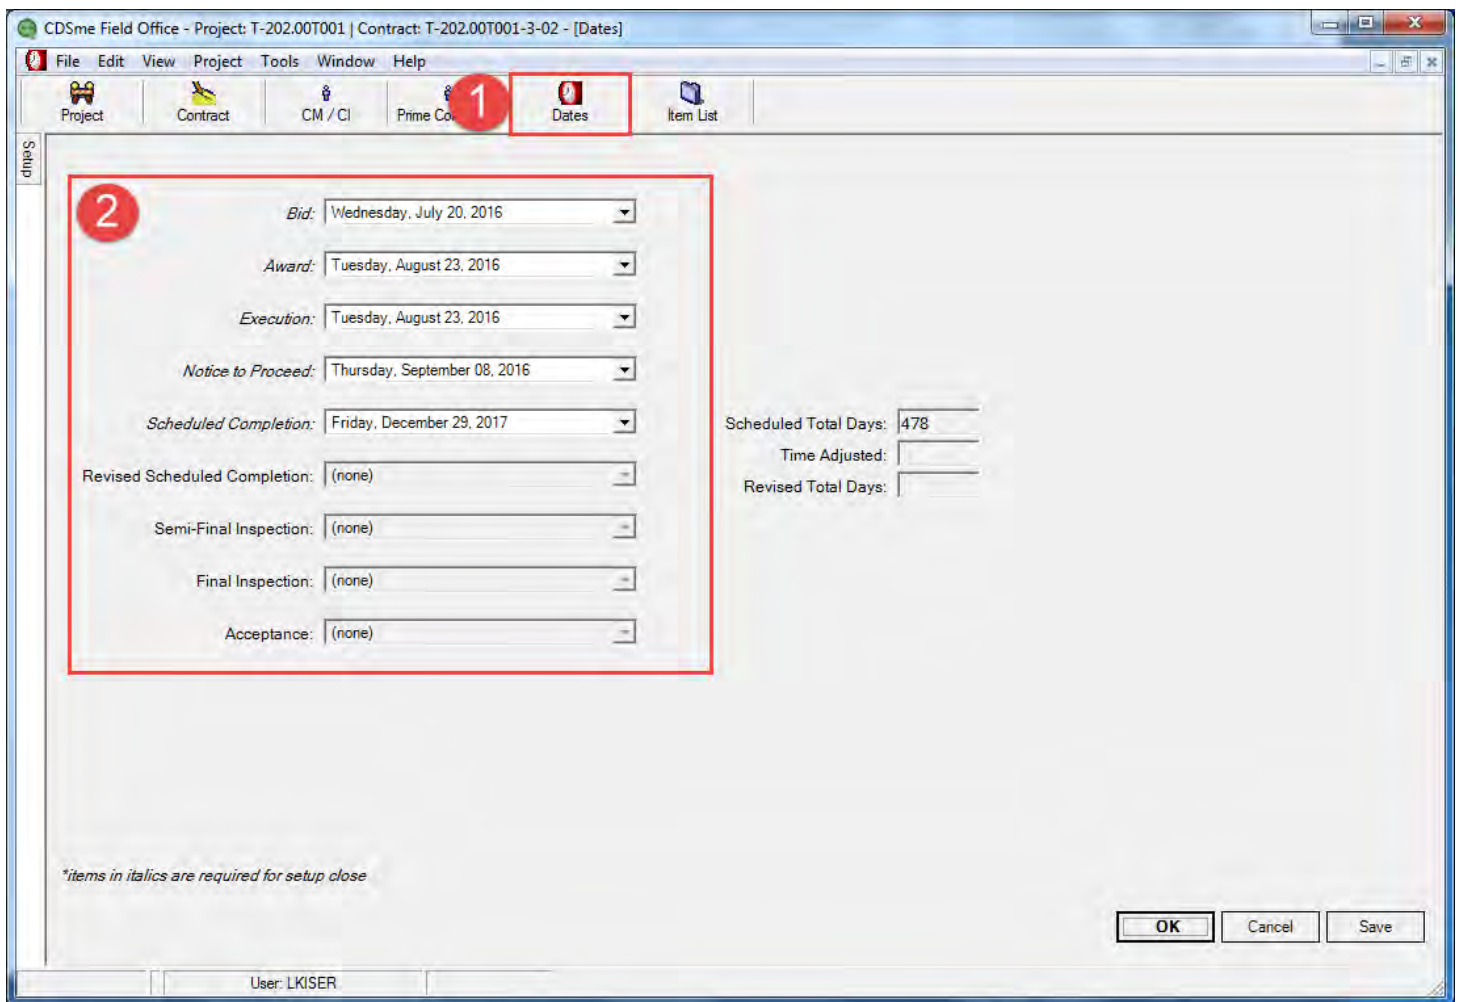 CDSme Field Office - Project: T-202.00T001 | Contract: T-202.00T001-3-02 - [Dates]
File Edit View Project Tools Window Help
Project Contract CM / CI Prime Co 1 Dates Item List
Setup
2
Bid: Wednesday, July 20, 2016
Award: Tuesday, August 23, 2016
Execution: Tuesday, August 23, 2016
Notice to Proceed: Thursday, September 08, 2016
Scheduled Completion: Friday, December 29, 2017 Scheduled Total Days: 478
Time Adjusted:
Revised Scheduled Completion: (none) Revised Total Days:
Semi-Final Inspection: (none)
Final Inspection: (none)
Acceptance: (none)
*items in italics are required for setup close
OK Cancel Save
User: LKISER